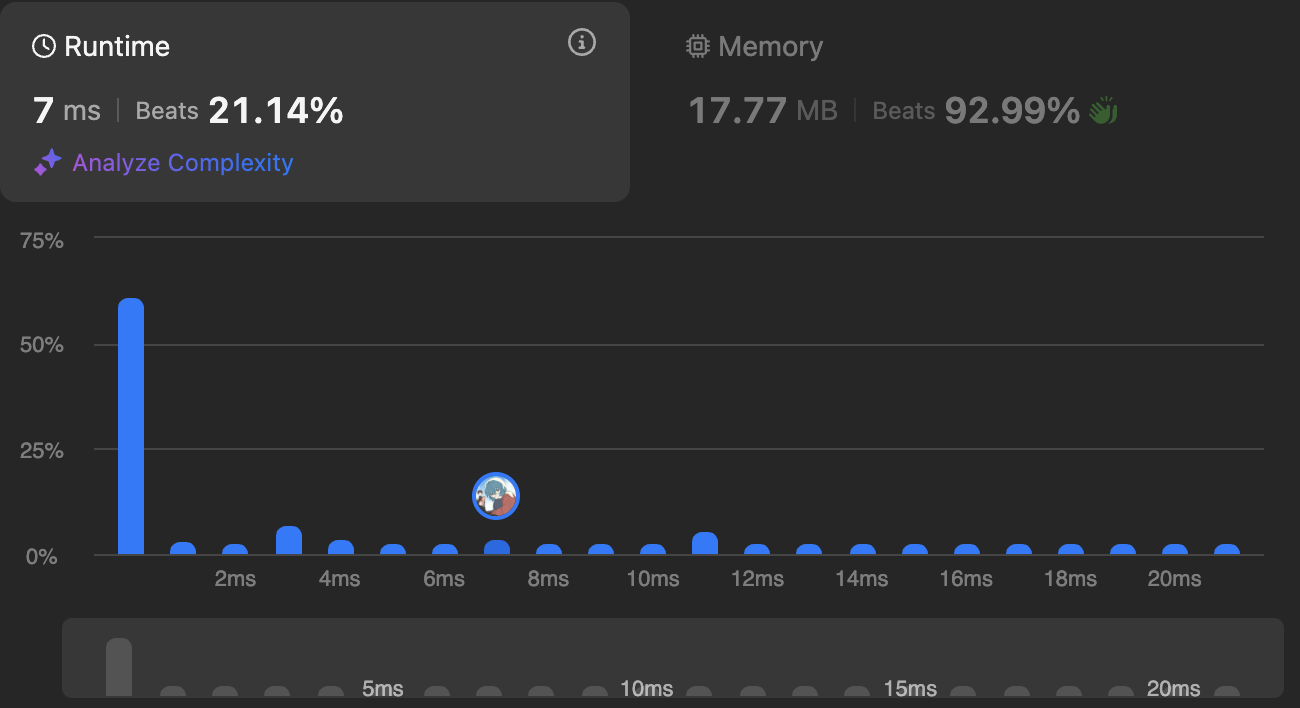 Runtime
7 ms | Beats 21.14%
Analyze Complexity
Memory
17.77 MB | Beats 92.99%
75%
50%
25%
0%
2ms 4ms 6ms 8ms 10ms 12ms 14ms 16ms 18ms 20ms
5ms 10ms 15ms 20ms